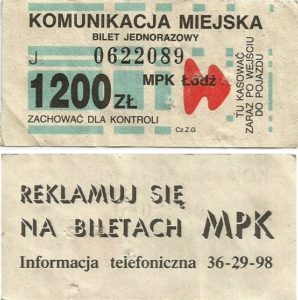 KOMUNIKACJA MIEJSKA
BILET JEDNORAZOWY
J 0622089
MPK Łódź
1200 ZŁ
ZACHOWAĆ DLA KONTROLI
Cz.Z.G
TU KASOWAĆ
ZARAZ PO WEJŚCIU
DO POJAZDU
REKLAMUJ SIĘ
NA BILETACH MPK
Informacja telefoniczna 36-29-98